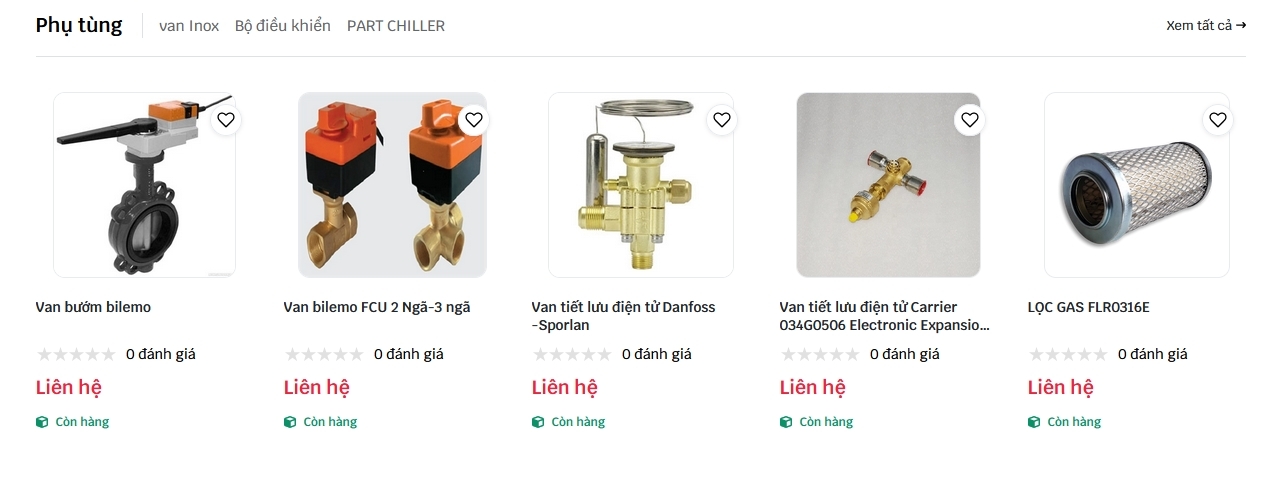 Phụ tùng
van Inox
Bộ điều khiển
PART CHILLER
Xem tất cả →
Van bướm bilemo
0 đánh giá
Liên hệ
Còn hàng
Van bilemo FCU 2 Ngã-3 ngã
0 đánh giá
Liên hệ
Còn hàng
Van tiết lưu điện tử Danfoss
-Sporlan
0 đánh giá
Liên hệ
Còn hàng
Van tiết lưu điện tử Carrier
034G0506 Electronic Expansio...
0 đánh giá
Liên hệ
Còn hàng
LỌC GAS FLR0316E
0 đánh giá
Liên hệ
Còn hàng